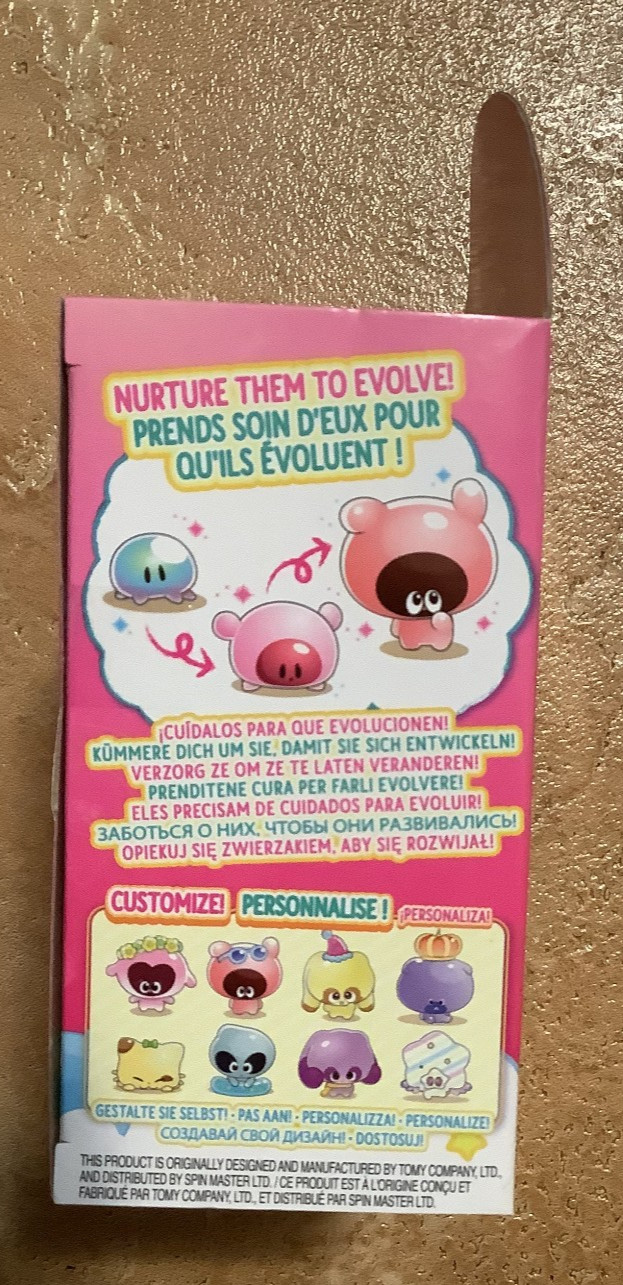 NURTURE THEM TO EVOLVE!
PRENDS SOIN D'EUX POUR
QU'ILS ÉVOLUENT !
¡CUÍDALOS PARA QUE EVOLUCIONEN!
KÜMMERE DICH UM SIE, DAMIT SIE SICH ENTWICKELN!
VERZORG ZE OM ZE TE LATEN VERANDEREN!
PRENDITENE CURA PER FARLI EVOLVERE!
ELES PRECISAM DE CUIDADOS PARA EVOLUIR!
ЗАБОТЬСЯ О НИХ, ЧТОБЫ ОНИ РАЗВИВАЛИСЬ!
OPIEKUJ SIĘ ZWIERZAKIEM, ABY SIĘ ROZWIJAŁ!
CUSTOMIZE! PERSONNALISE ! ¡PERSONALIZA!
GESTALTE SIE SELBST! • PAS AAN! • PERSONALIZZA! • PERSONALIZE!
СОЗДАВАЙ СВОЙ ДИЗАЙН! • DOSTOSUJ!
THIS PRODUCT IS ORIGINALLY DESIGNED AND MANUFACTURED BY TOMY COMPANY, LTD.,
AND DISTRIBUTED BY SPIN MASTER LTD. / CE PRODUIT EST À L'ORIGINE CONÇU ET
FABRIQUÉ PAR TOMY COMPANY, LTD., ET DISTRIBUÉ PAR SPIN MASTER LTD.